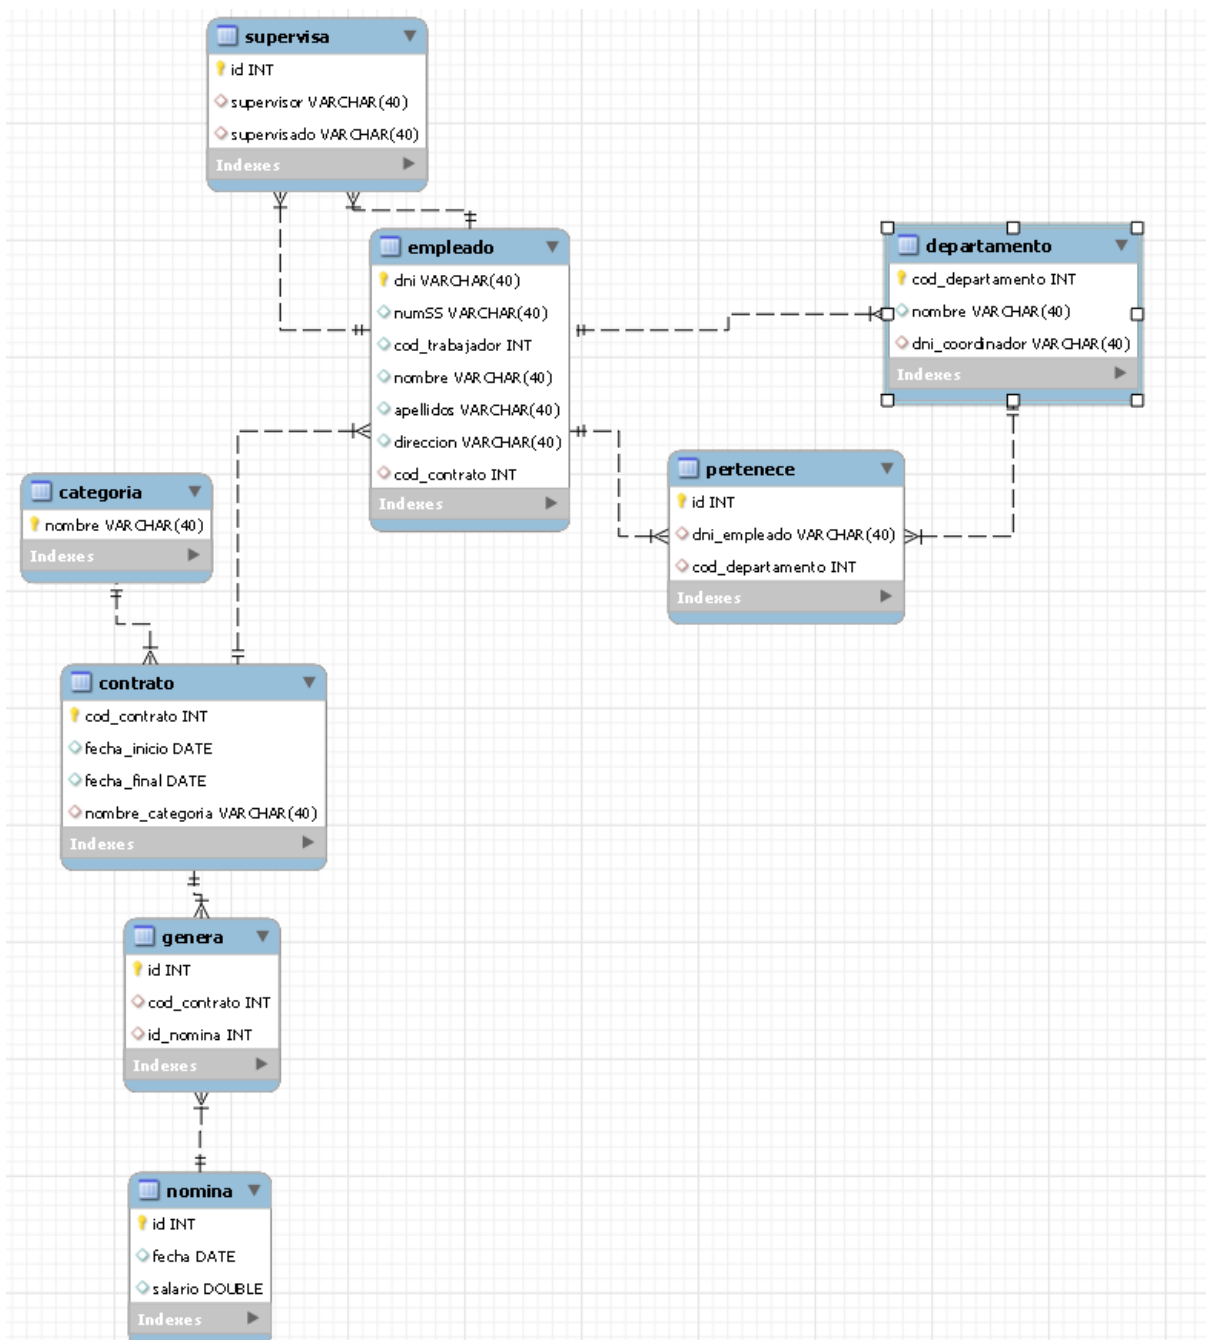 supervisa
id INT
supervisor VARCHAR(40)
supervisado VARCHAR(40)
Indexes
empleado
dni VARCHAR(40)
numSS VARCHAR(40)
cod_trabajador INT
nombre VARCHAR(40)
apellidos VARCHAR(40)
direccion VARCHAR(40)
cod_contrato INT
Indexes
departamento
cod_departamento INT
nombre VARCHAR(40)
dni_coordinador VARCHAR(40)
Indexes
pertenece
id INT
dni_empleado VARCHAR(40)
cod_departamento INT
Indexes
categoria
nombre VARCHAR(40)
Indexes
contrato
cod_contrato INT
fecha_inicio DATE
fecha_final DATE
nombre_categoria VARCHAR(40)
Indexes
genera
id INT
cod_contrato INT
id_nomina INT
Indexes
nomina
id INT
fecha DATE
salario DOUBLE
Indexes